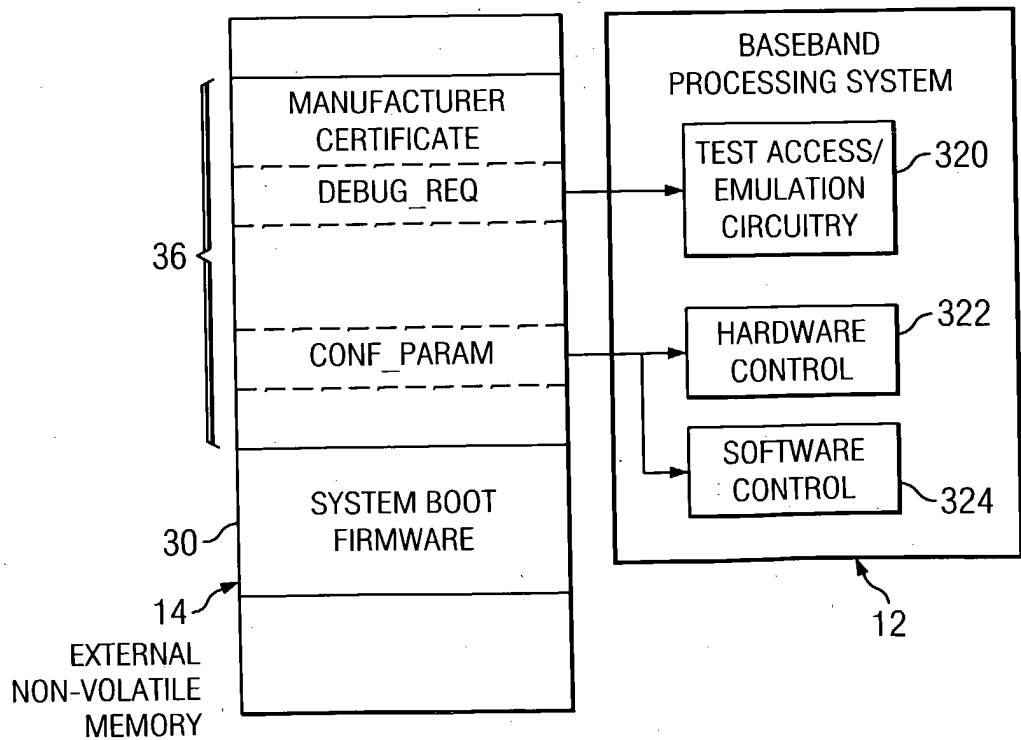 MANUFACTURER
CERTIFICATE
DEBUG_REQ
36
CONF_PARAM
SYSTEM BOOT
FIRMWARE
30
14
EXTERNAL
NON-VOLATILE
MEMORY
BASEBAND
PROCESSING SYSTEM
TEST ACCESS/
EMULATION
CIRCUITRY
320
HARDWARE
CONTROL
322
SOFTWARE
CONTROL
324
12